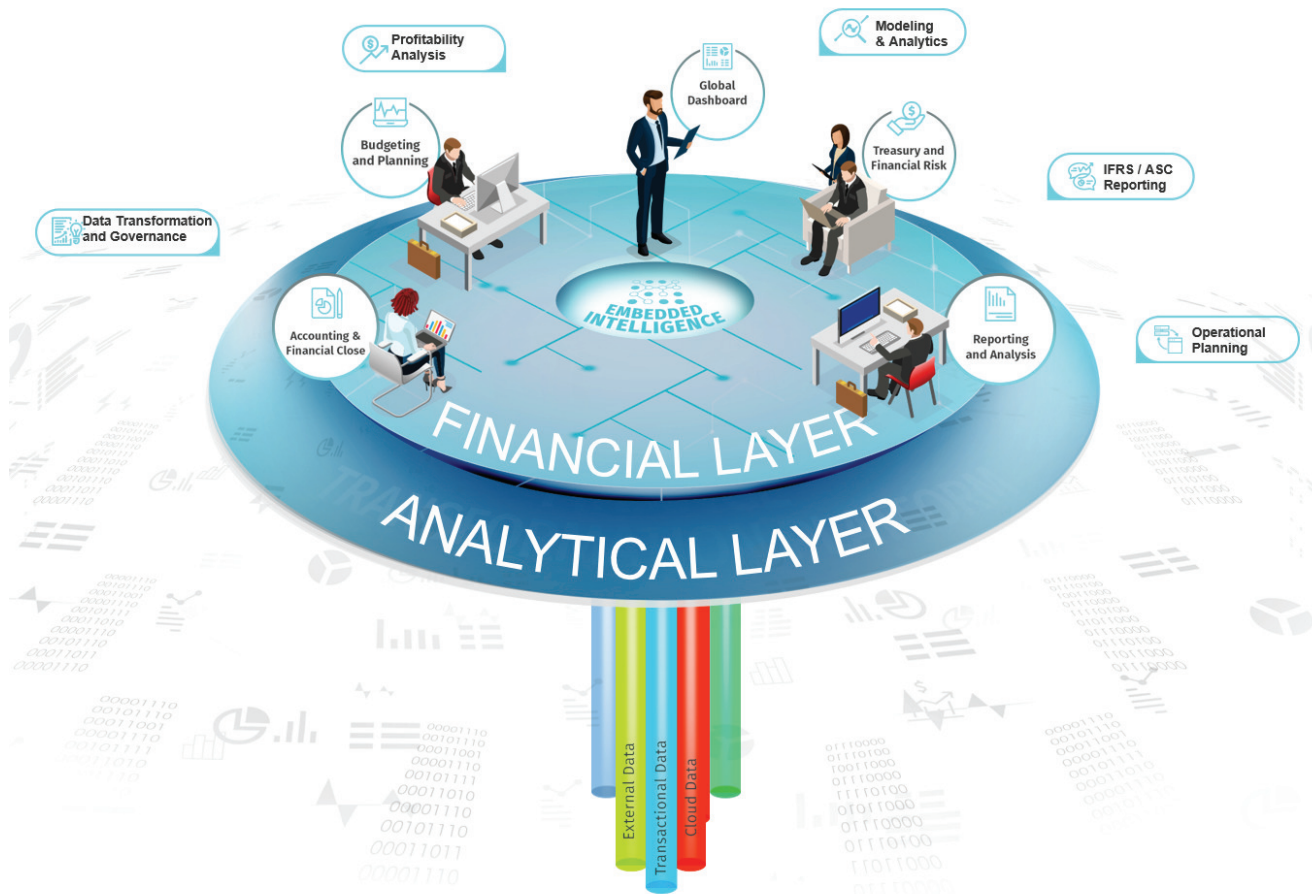 Profitability
Analysis
Modeling
& Analytics
Global
Dashboard
Budgeting
and Planning
Treasury and
Financial Risk
IFRS / ASC
Reporting
Data Transformation
and Governance
EMBEDDED
INTELLIGENCE
Accounting &
Financial Close
Reporting
and Analysis
Operational
Planning
FINANCIAL LAYER
ANALYTICAL LAYER
External Data
Transactional Data
Cloud Data